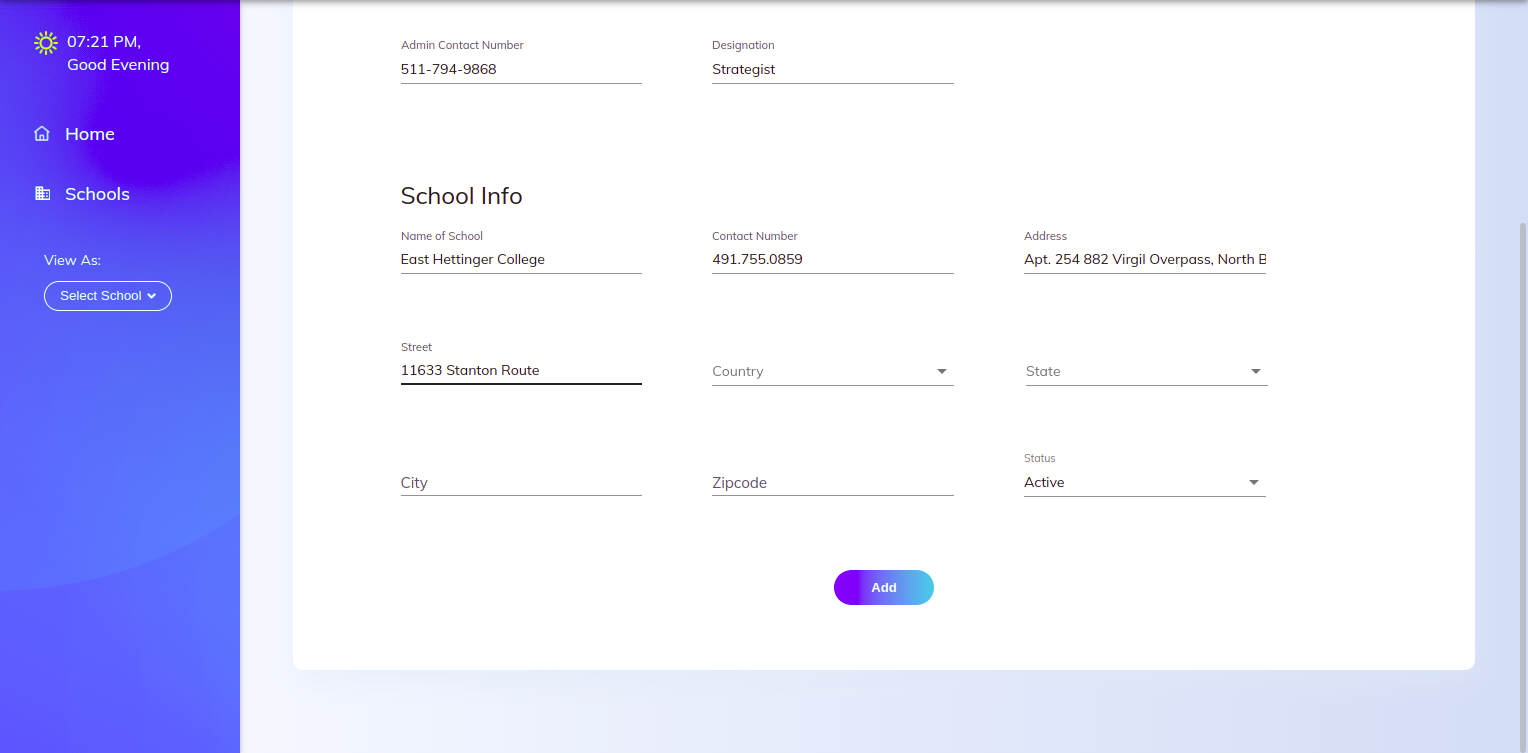 07:21 PM,
Good Evening
Home
Schools
View As:
Select School
Admin Contact Number
511-794-9868
Designation
Strategist
School Info
Name of School
East Hettinger College
Contact Number
491.755.0859
Address
Apt. 254 882 Virgil Overpass, North B
Street
11633 Stanton Route
Country
State
City
Zipcode
Status
Active
Add